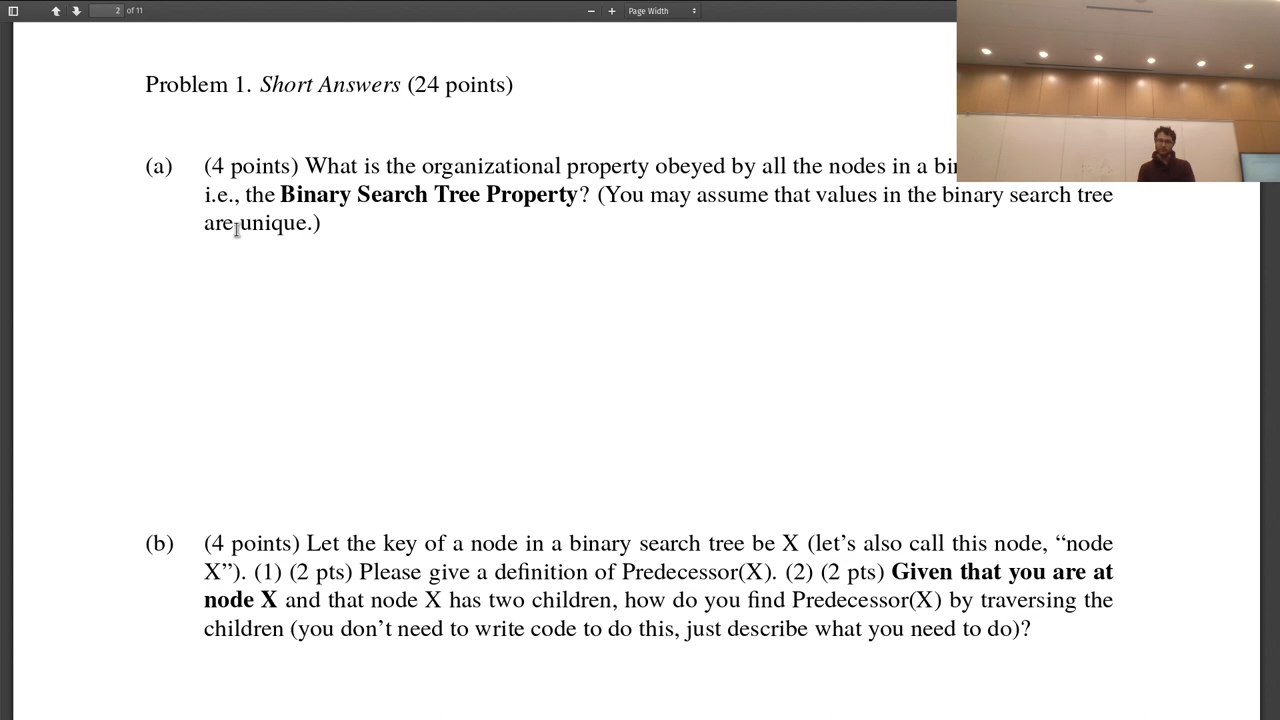 2 of 11
Page Width
Problem 1. Short Answers (24 points)
(a) (4 points) What is the organizational property obeyed by all the nodes in a
i.e., the Binary Search Tree Property? (You may assume that values in the binary search tree
are unique.)
(b) (4 points) Let the key of a node in a binary search tree be X (let's also call this node, “node
X”). (1) (2 pts) Please give a definition of Predecessor(X). (2) (2 pts) Given that you are at
node X and that node X has two children, how do you find Predecessor(X) by traversing the
children (you don't need to write code to do this, just describe what you need to do)?